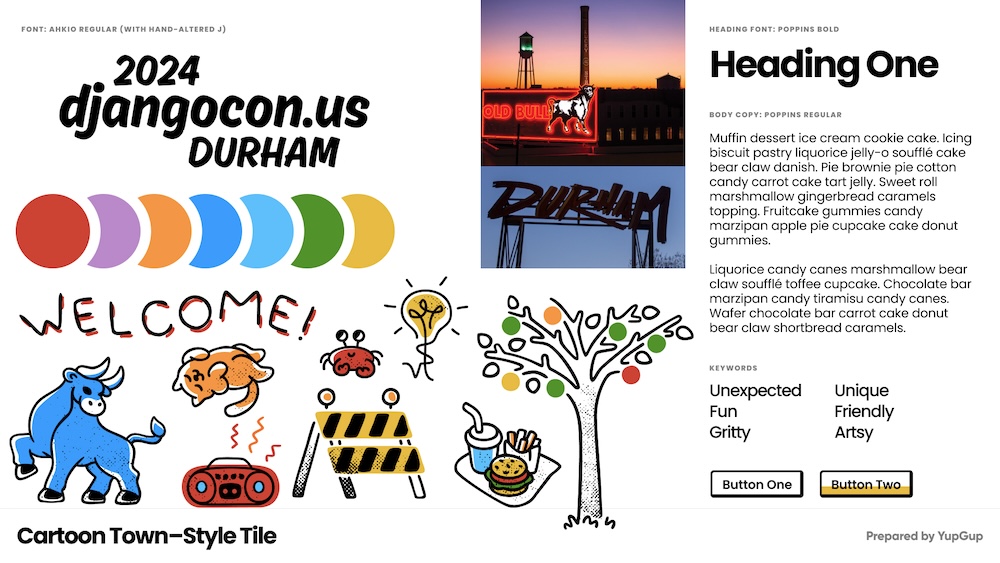 FONT: AHKIO REGULAR (WITH HAND-ALTERED J)
2024
djangocon.us
DURHAM
OLD BULL
DURHAM
WELCOME!
HEADING FONT: POPPINS BOLD
Heading One
BODY COPY: POPPINS REGULAR
Muffin dessert ice cream cookie cake. Icing
biscuit pastry liquorice jelly-o soufflé cake
bear claw danish. Pie brownie pie cotton
candy carrot cake tart jelly. Sweet roll
marshmallow gingerbread caramels
topping. Fruitcake gummies candy
marzipan apple pie cupcake cake donut
gummies.
Liquorice candy canes marshmallow bear
claw soufflé toffee cupcake. Chocolate bar
marzipan candy tiramisu candy canes.
Wafer chocolate bar carrot cake donut
bear claw shortbread caramels.
KEYWORDS
Unexpected Unique
Fun Friendly
Gritty Artsy
Button One Button Two
Cartoon Town–Style Tile
Prepared by YupGup